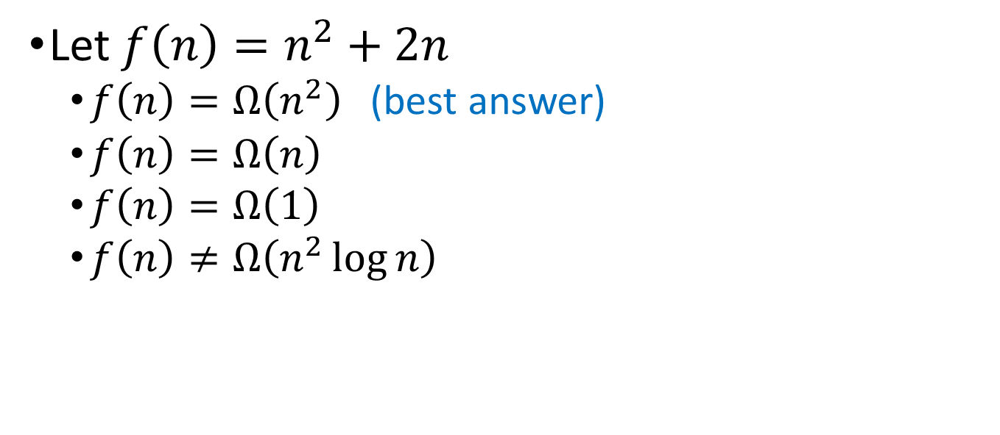 •Let 𝑓(𝑛) = 𝑛² + 2𝑛
•𝑓(𝑛) = Ω(𝑛²) (best answer)
•𝑓(𝑛) = Ω(𝑛)
•𝑓(𝑛) = Ω(1)
•𝑓(𝑛) ≠ Ω(𝑛² log 𝑛)